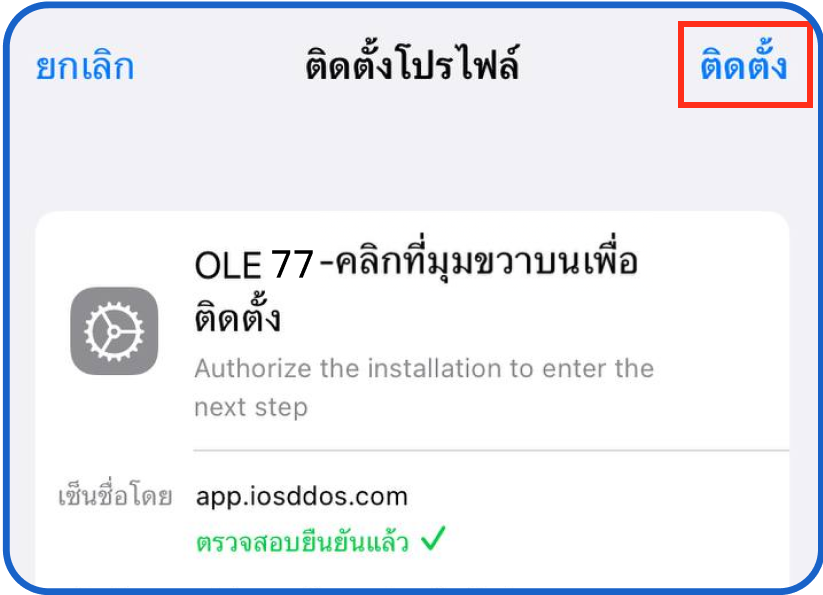 ยกเลิก ติดตั้งโปรไฟล์ ติดตั้ง
OLE 77-คลิกที่มุมขวาบนเพื่อ
ติดตั้ง
Authorize the installation to enter the
next step
เซ็นชื่อโดย app.iosddos.com
ตรวจสอบยืนยันแล้ว ✓